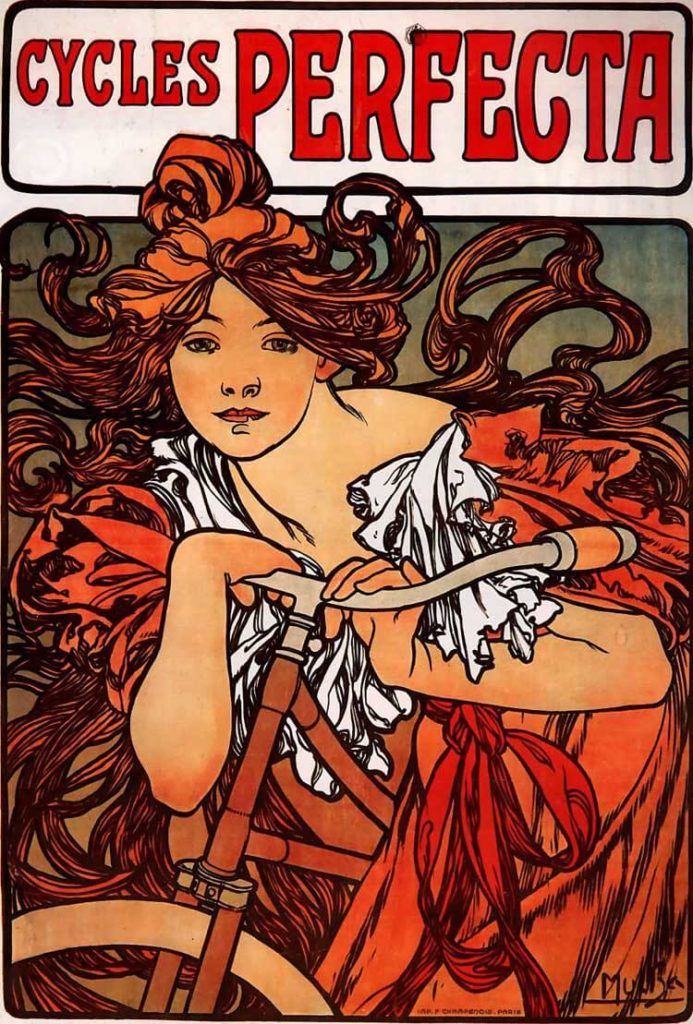 CYCLES PERFECTA
Mucha
IMP. F. CHAMPENOIS. PARIS